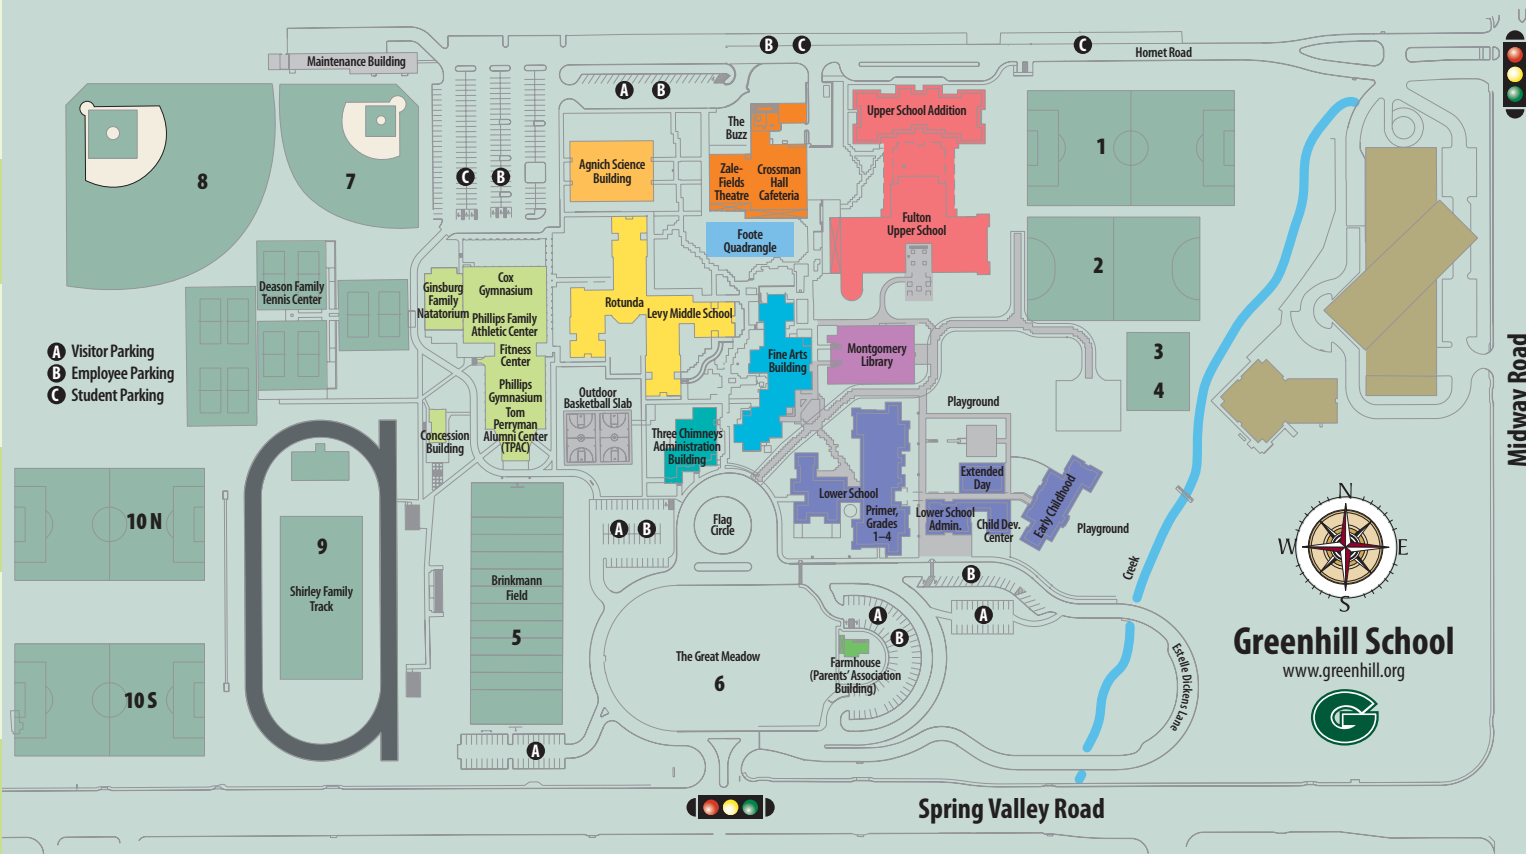 B
C
C
Hornet Road
Maintenance Building
A
B
The
Buzz
Upper School Addition
8
7
C
B
Agnich Science
Building
Zale-
Fields
Theatre
Crossman
Hall
Cafeteria
1
Fulton
Upper School
Foote
Quadrangle
2
Deason Family
Tennis Center
Ginsburg
Family
Natatorium
Cox
Gymnasium
Phillips Family
Athletic Center
Fitness
Center
Phillips
Gymnasium
Tom
Perryman
Alumni Center
(TPAC)
Rotunda
Levy Middle School
Fine Arts
Building
Montgomery
Library
3
4
A Visitor Parking
B Employee Parking
C Student Parking
Midway Road
Outdoor
Basketball Slab
Concession
Building
Three Chimneys
Administration
Building
Playground
Extended
Day
Lower School
Primer,
Grades
1–4
Lower School
Admin.
Child Dev.
Center
Early Childhood
Playground
10 N
9
Shirley Family
Track
Brinkmann
Field
5
A
B
Flag
Circle
B
A
Creek
N
W
E
S
Greenhill School
www.greenhill.org
G
10 S
The Great Meadow
6
A
B
Farmhouse
(Parents' Association
Building)
Estelle Dickens Lane
A
Spring Valley Road